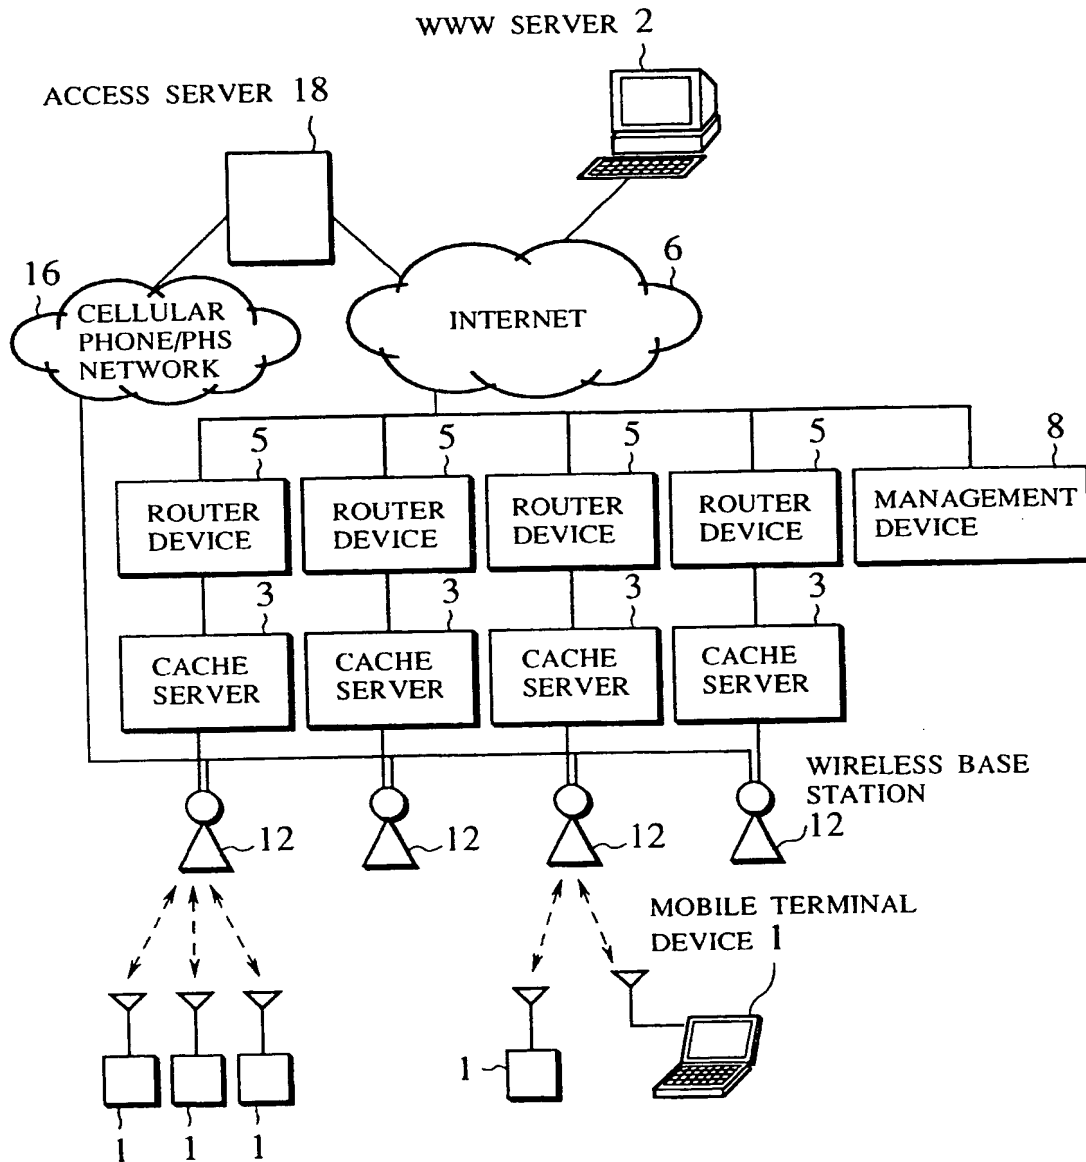 WWW SERVER 2
ACCESS SERVER 18
6
16
CELLULAR
PHONE/PHS
NETWORK
INTERNET
5
5
5
5
8
ROUTER
DEVICE
ROUTER
DEVICE
ROUTER
DEVICE
ROUTER
DEVICE
MANAGEMENT
DEVICE
3
3
3
3
CACHE
SERVER
CACHE
SERVER
CACHE
SERVER
CACHE
SERVER
WIRELESS BASE
STATION
12
12
12
12
MOBILE TERMINAL
DEVICE 1
1
1
1
1